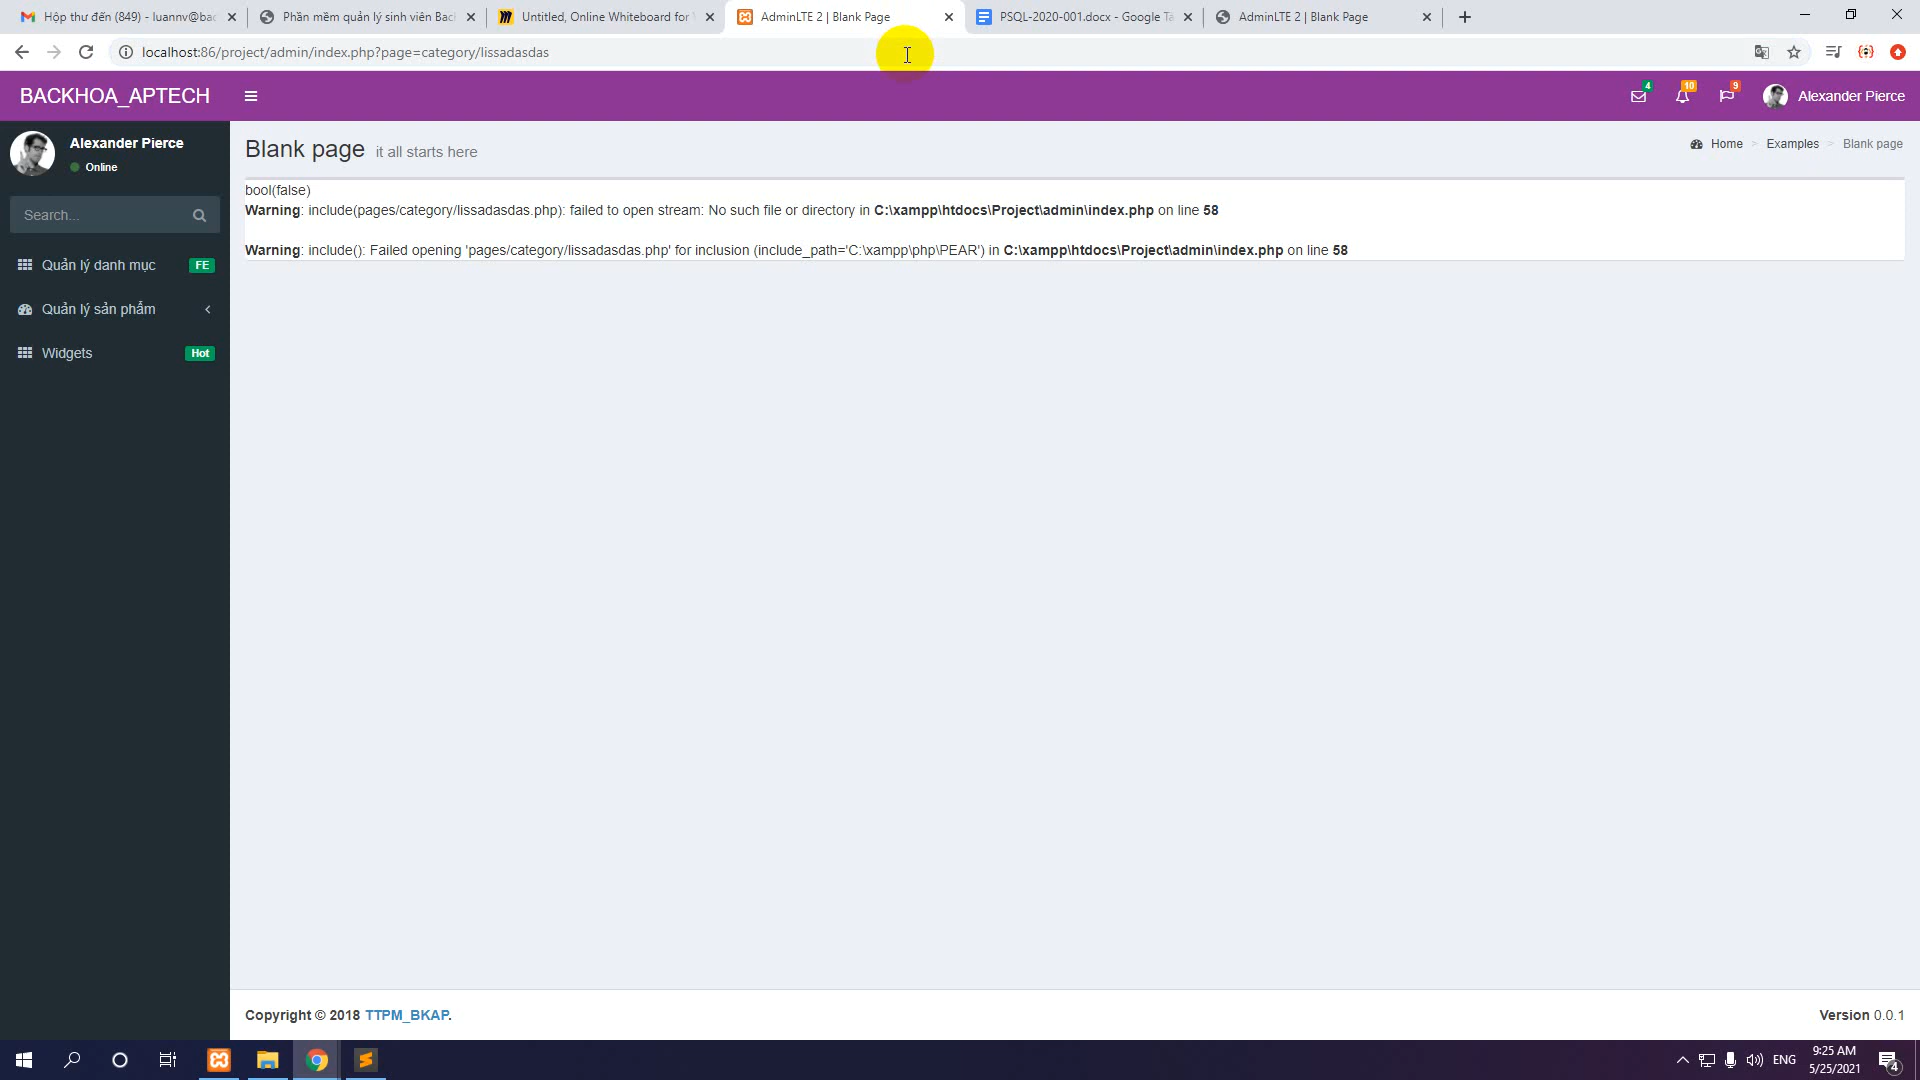 Hộp thư đến (849) - luannv@bac
Phần mềm quản lý sinh viên Bac
Untitled, Online Whiteboard for
AdminLTE 2 | Blank Page
PSQL-2020-001.docx - Google Tà
AdminLTE 2 | Blank Page
localhost:86/project/admin/index.php?page=category/lissadasdas
BACKHOA_APTECH
4
10
9
Alexander Pierce
Alexander Pierce
Online
Search...
Quản lý danh mục FE
Quản lý sản phẩm
Widgets Hot
Blank page it all starts here
Home > Examples > Blank page
bool(false)
Warning: include(pages/category/lissadasdas.php): failed to open stream: No such file or directory in C:\xampp\htdocs\Project\admin\index.php on line 58
Warning: include(): Failed opening 'pages/category/lissadasdas.php' for inclusion (include_path='C:\xampp\php\PEAR') in C:\xampp\htdocs\Project\admin\index.php on line 58
Copyright © 2018 TTPM_BKAP.
Version 0.0.1
ENG
9:25 AM
5/25/2021
4